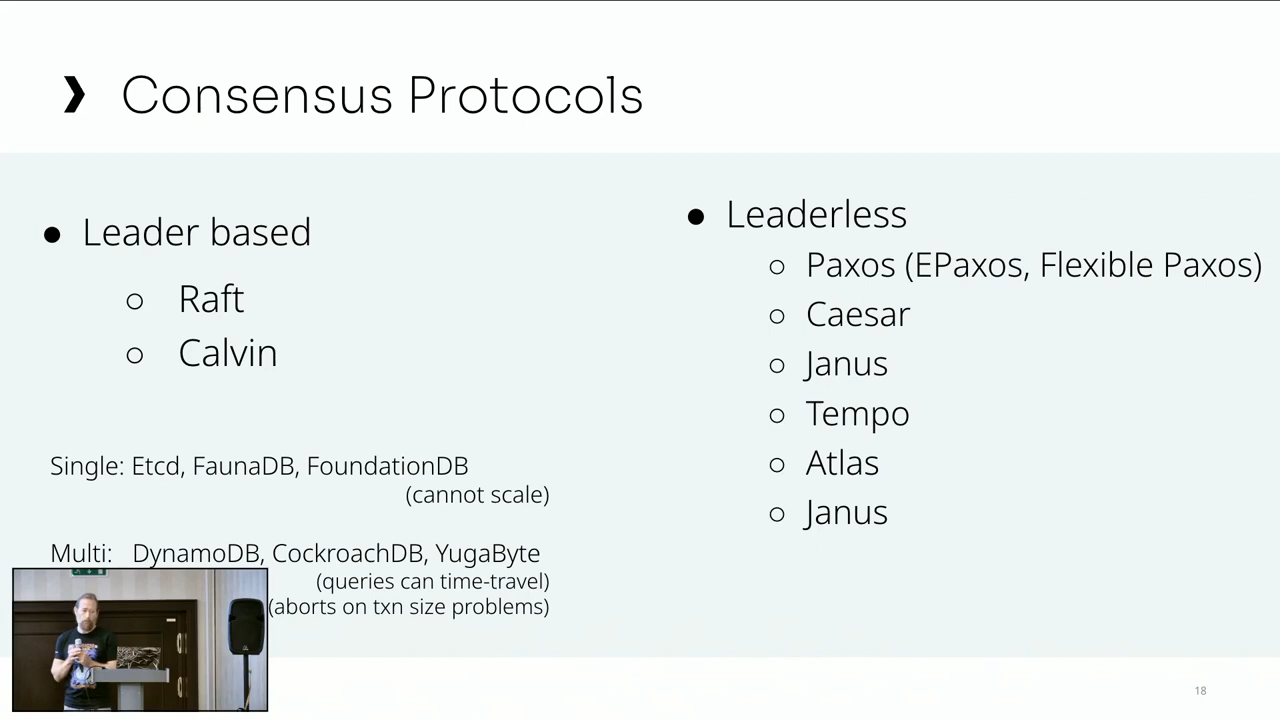 Consensus Protocols
Leader based
Raft
Calvin
Single: Etcd, FaunaDB, FoundationDB
(cannot scale)
Multi: DynamoDB, CockroachDB, YugaByte
(queries can time-travel)
(aborts on txn size problems)
Leaderless
Paxos (EPaxos, Flexible Paxos)
Caesar
Janus
Tempo
Atlas
Janus
18